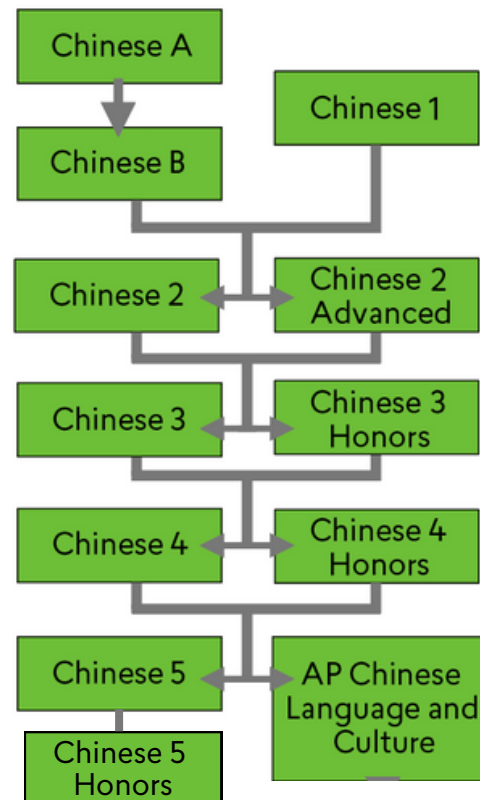 Chinese A
Chinese 1
Chinese B
Chinese 2
Chinese 2
Advanced
Chinese 3
Chinese 3
Honors
Chinese 4
Chinese 4
Honors
Chinese 5
AP Chinese
Language and
Culture
Chinese 5
Honors